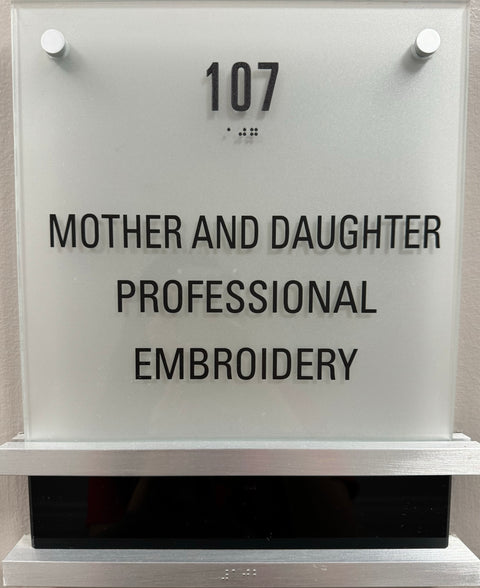 107
MOTHER AND DAUGHTER
PROFESSIONAL
EMBROIDERY